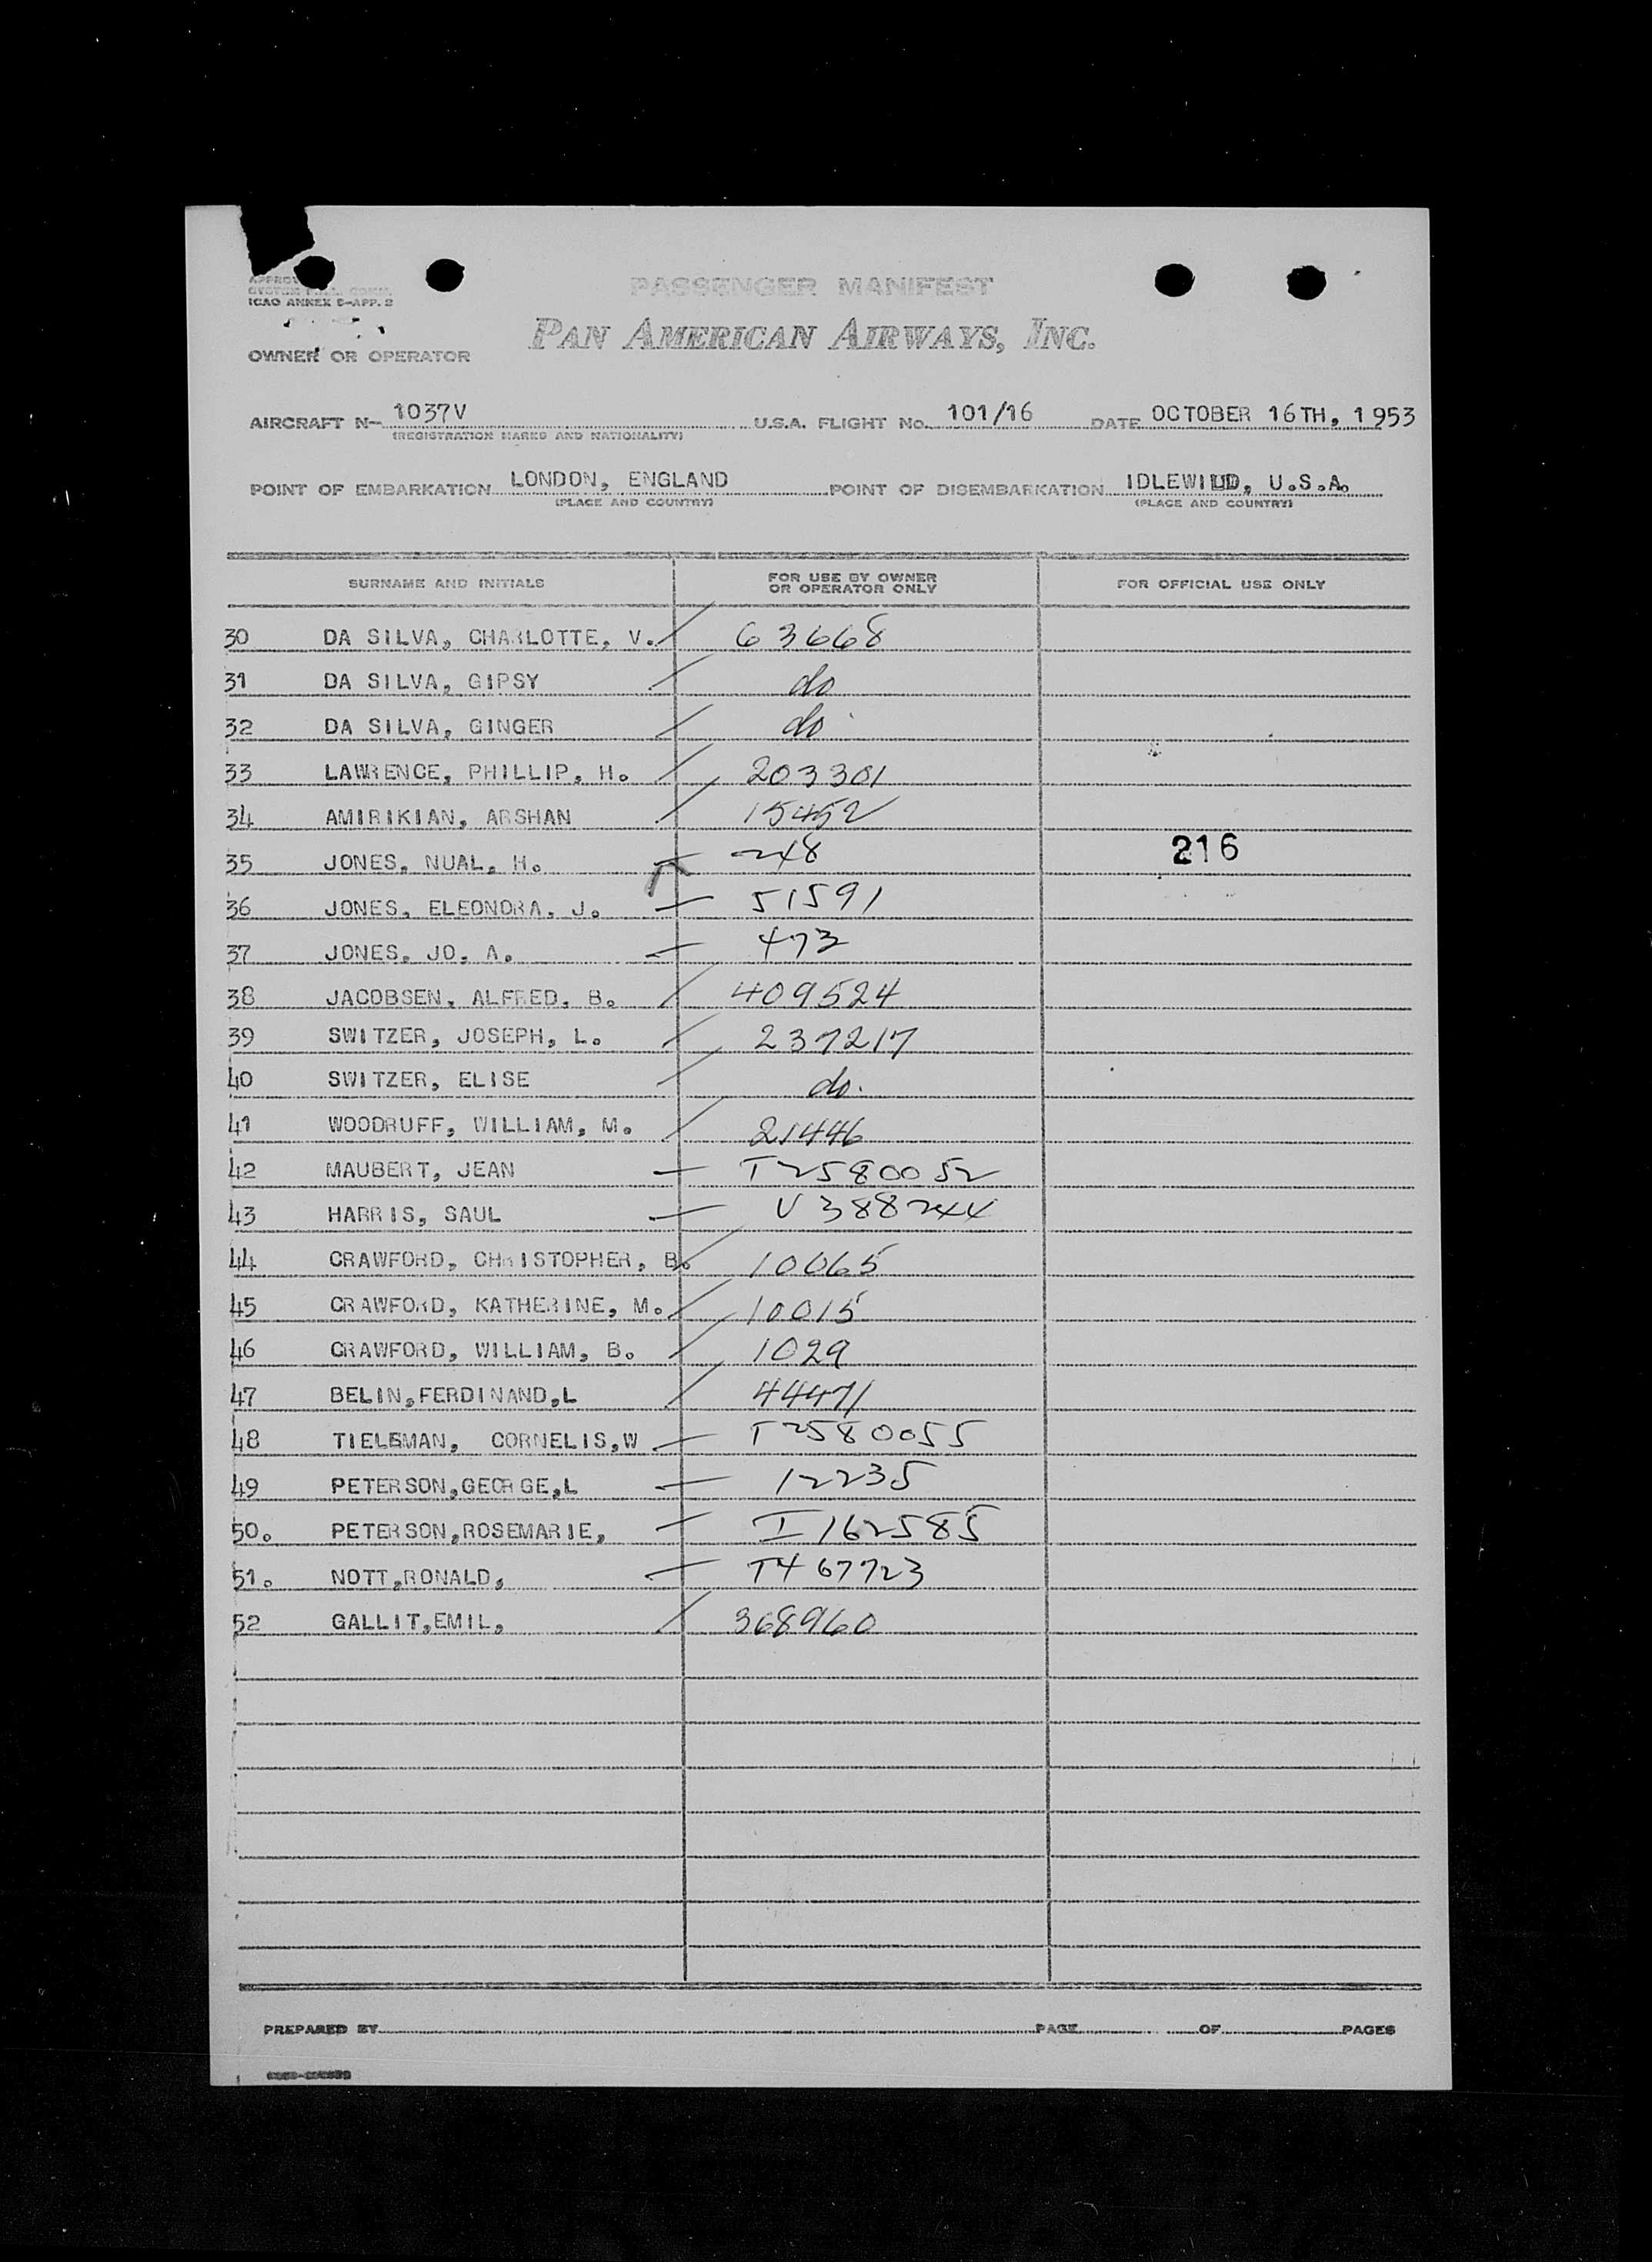 PASSENGER MANIFEST
ICAO ANNEX 9-APP. 2
PAN AMERICAN AIRWAYS, INC.
OWNER OR OPERATOR
AIRCRAFT N- 1037V U.S.A. FLIGHT No. 101/16 DATE OCTOBER 16TH, 1953
(REGISTRATION MARKS AND NATIONALITY)
POINT OF EMBARKATION LONDON, ENGLAND POINT OF DISEMBARKATION IDLEWILD, U.S.A.
(PLACE AND COUNTRY) (PLACE AND COUNTRY)
SURNAME AND INITIALS FOR USE BY OWNER OR OPERATOR ONLY FOR OFFICIAL USE ONLY
30 DA SILVA, CHARLOTTE, V. 63668
31 DA SILVA, GIPSY do
32 DA SILVA, GINGER do
33 LAWRENCE, PHILLIP, H. 203301
34 AMIRIKIAN, ARSHAN 15452
35 JONES, NUAL, H. 248 216
36 JONES, ELEONORA, J. 51591
37 JONES, JO, A. 473
38 JACOBSEN, ALFRED, B. 409524
39 SWITZER, JOSEPH, L. 237217
40 SWITZER, ELISE do.
41 WOODRUFF, WILLIAM, M. 21446
42 MAUBERT, JEAN T2580052
43 HARRIS, SAUL V388244
44 CRAWFORD, CHRISTOPHER, B. 10065
45 CRAWFORD, KATHERINE, M. 10015
46 CRAWFORD, WILLIAM, B. 1029
47 BELIN,FERDINAND,L 44471
48 TIELEMAN, CORNELIS,W T2580055
49 PETERSON,GEORGE,L 12235
50. PETERSON,ROSEMARIE, I162585
51. NOTT,RONALD, T467723
52 GALLIT,EMIL, 368960
PREPARED BY PAGE OF PAGES